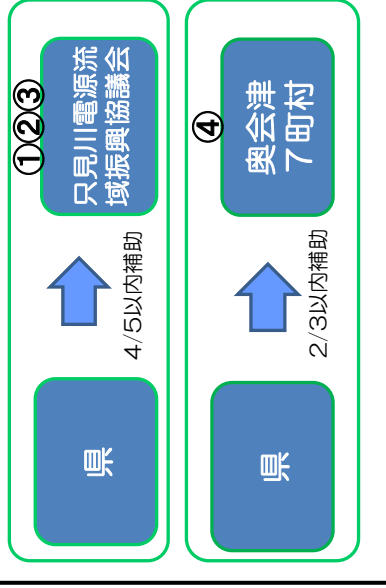 県
4/5以内補助
①②③
只見川電源流
域振興協議会
県
2/3以内補助
④
奥会津
7町村